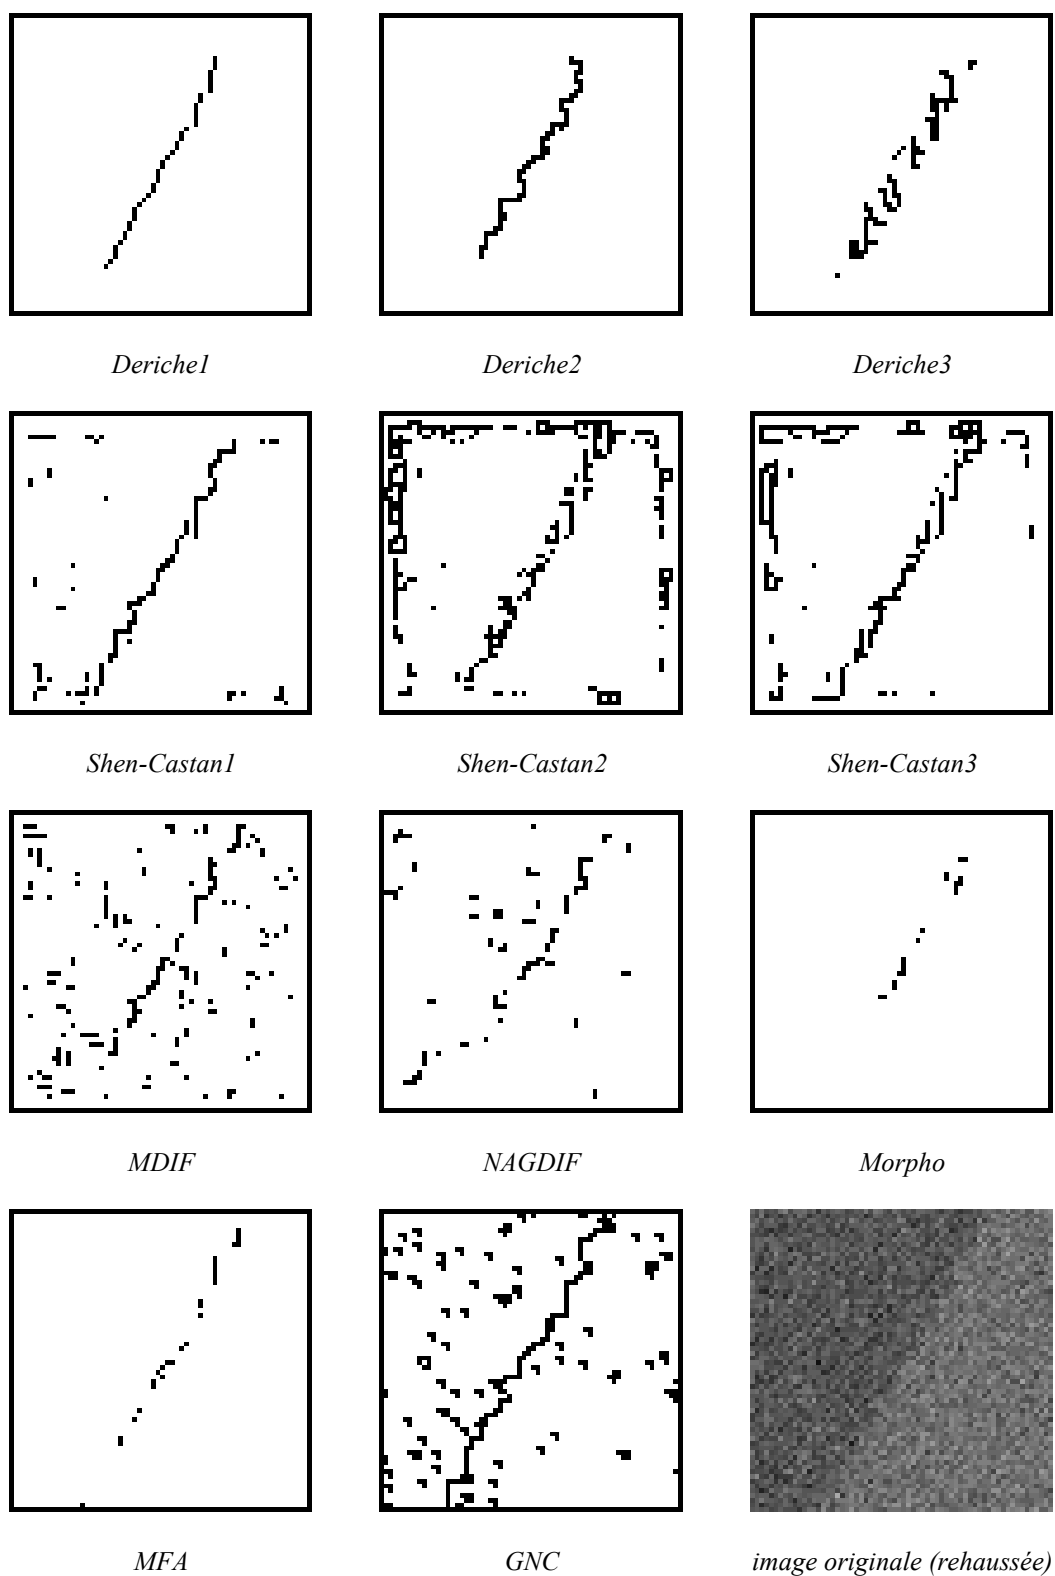 Deriche1
Deriche2
Deriche3
Shen-Castan1
Shen-Castan2
Shen-Castan3
MDIF
NAGDIF
Morpho
MFA
GNC
image originale (rehaussée)